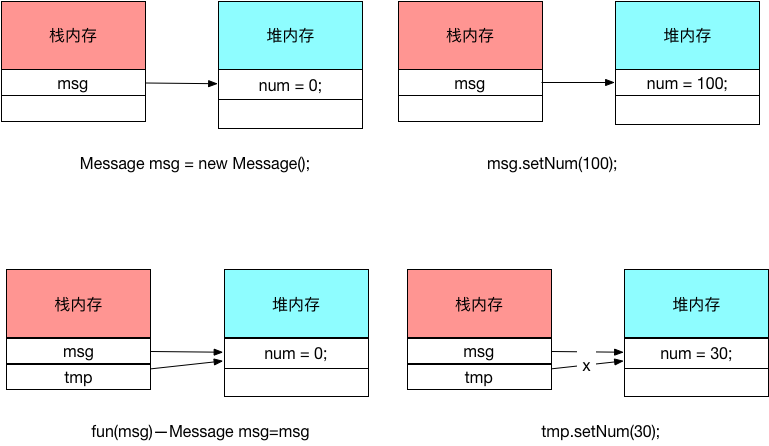 栈内存 堆内存 栈内存 堆内存
msg num = 0; msg num = 100;
Message msg = new Message(); msg.setNum(100);
栈内存 堆内存 栈内存 堆内存
msg num = 0; msg num = 30;
tmp tmp x
fun(msg)—Message msg=msg tmp.setNum(30);